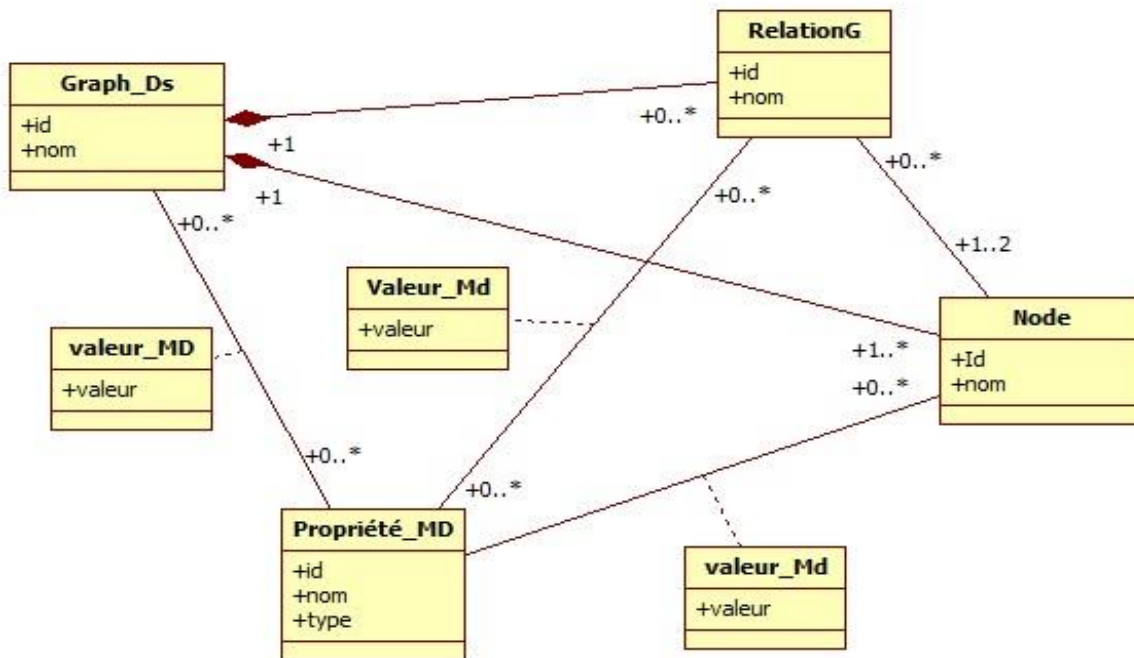 RelationG
+id
+nom
Graph_Ds
+id
+nom
+0..*
+1
+1
+0..*
+0..*
+0..*
+1..2
Valeur_Md
+valeur
Node
+Id
+nom
valeur_MD
+valeur
+1..*
+0..*
+0..*
+0..*
Propriété_MD
+id
+nom
+type
valeur_Md
+valeur